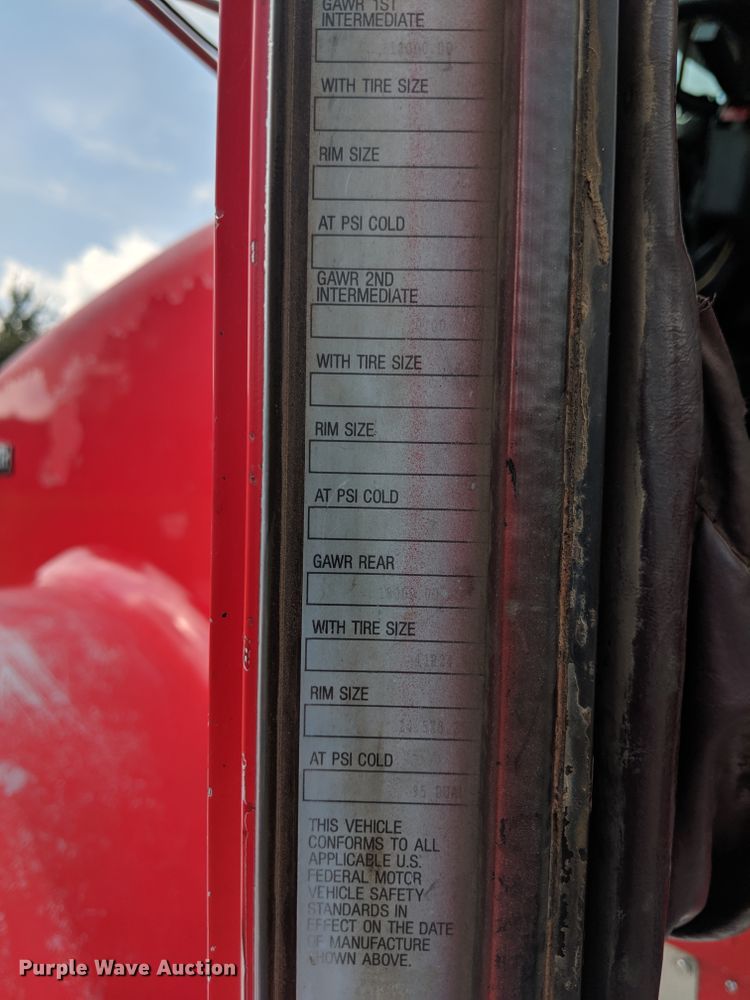 GAWR 1ST
INTERMEDIATE
WITH TIRE SIZE
RIM SIZE
AT PSI COLD
GAWR 2ND
INTERMEDIATE
WITH TIRE SIZE
RIM SIZE
AT PSI COLD
GAWR REAR
WITH TIRE SIZE
RIM SIZE
AT PSI COLD
95 DUAL
THIS VEHICLE
CONFORMS TO ALL
APPLICABLE U.S.
FEDERAL MOTOR
VEHICLE SAFETY
STANDARDS IN
EFFECT ON THE DATE
OF MANUFACTURE
SHOWN ABOVE.
Purple Wave Auction